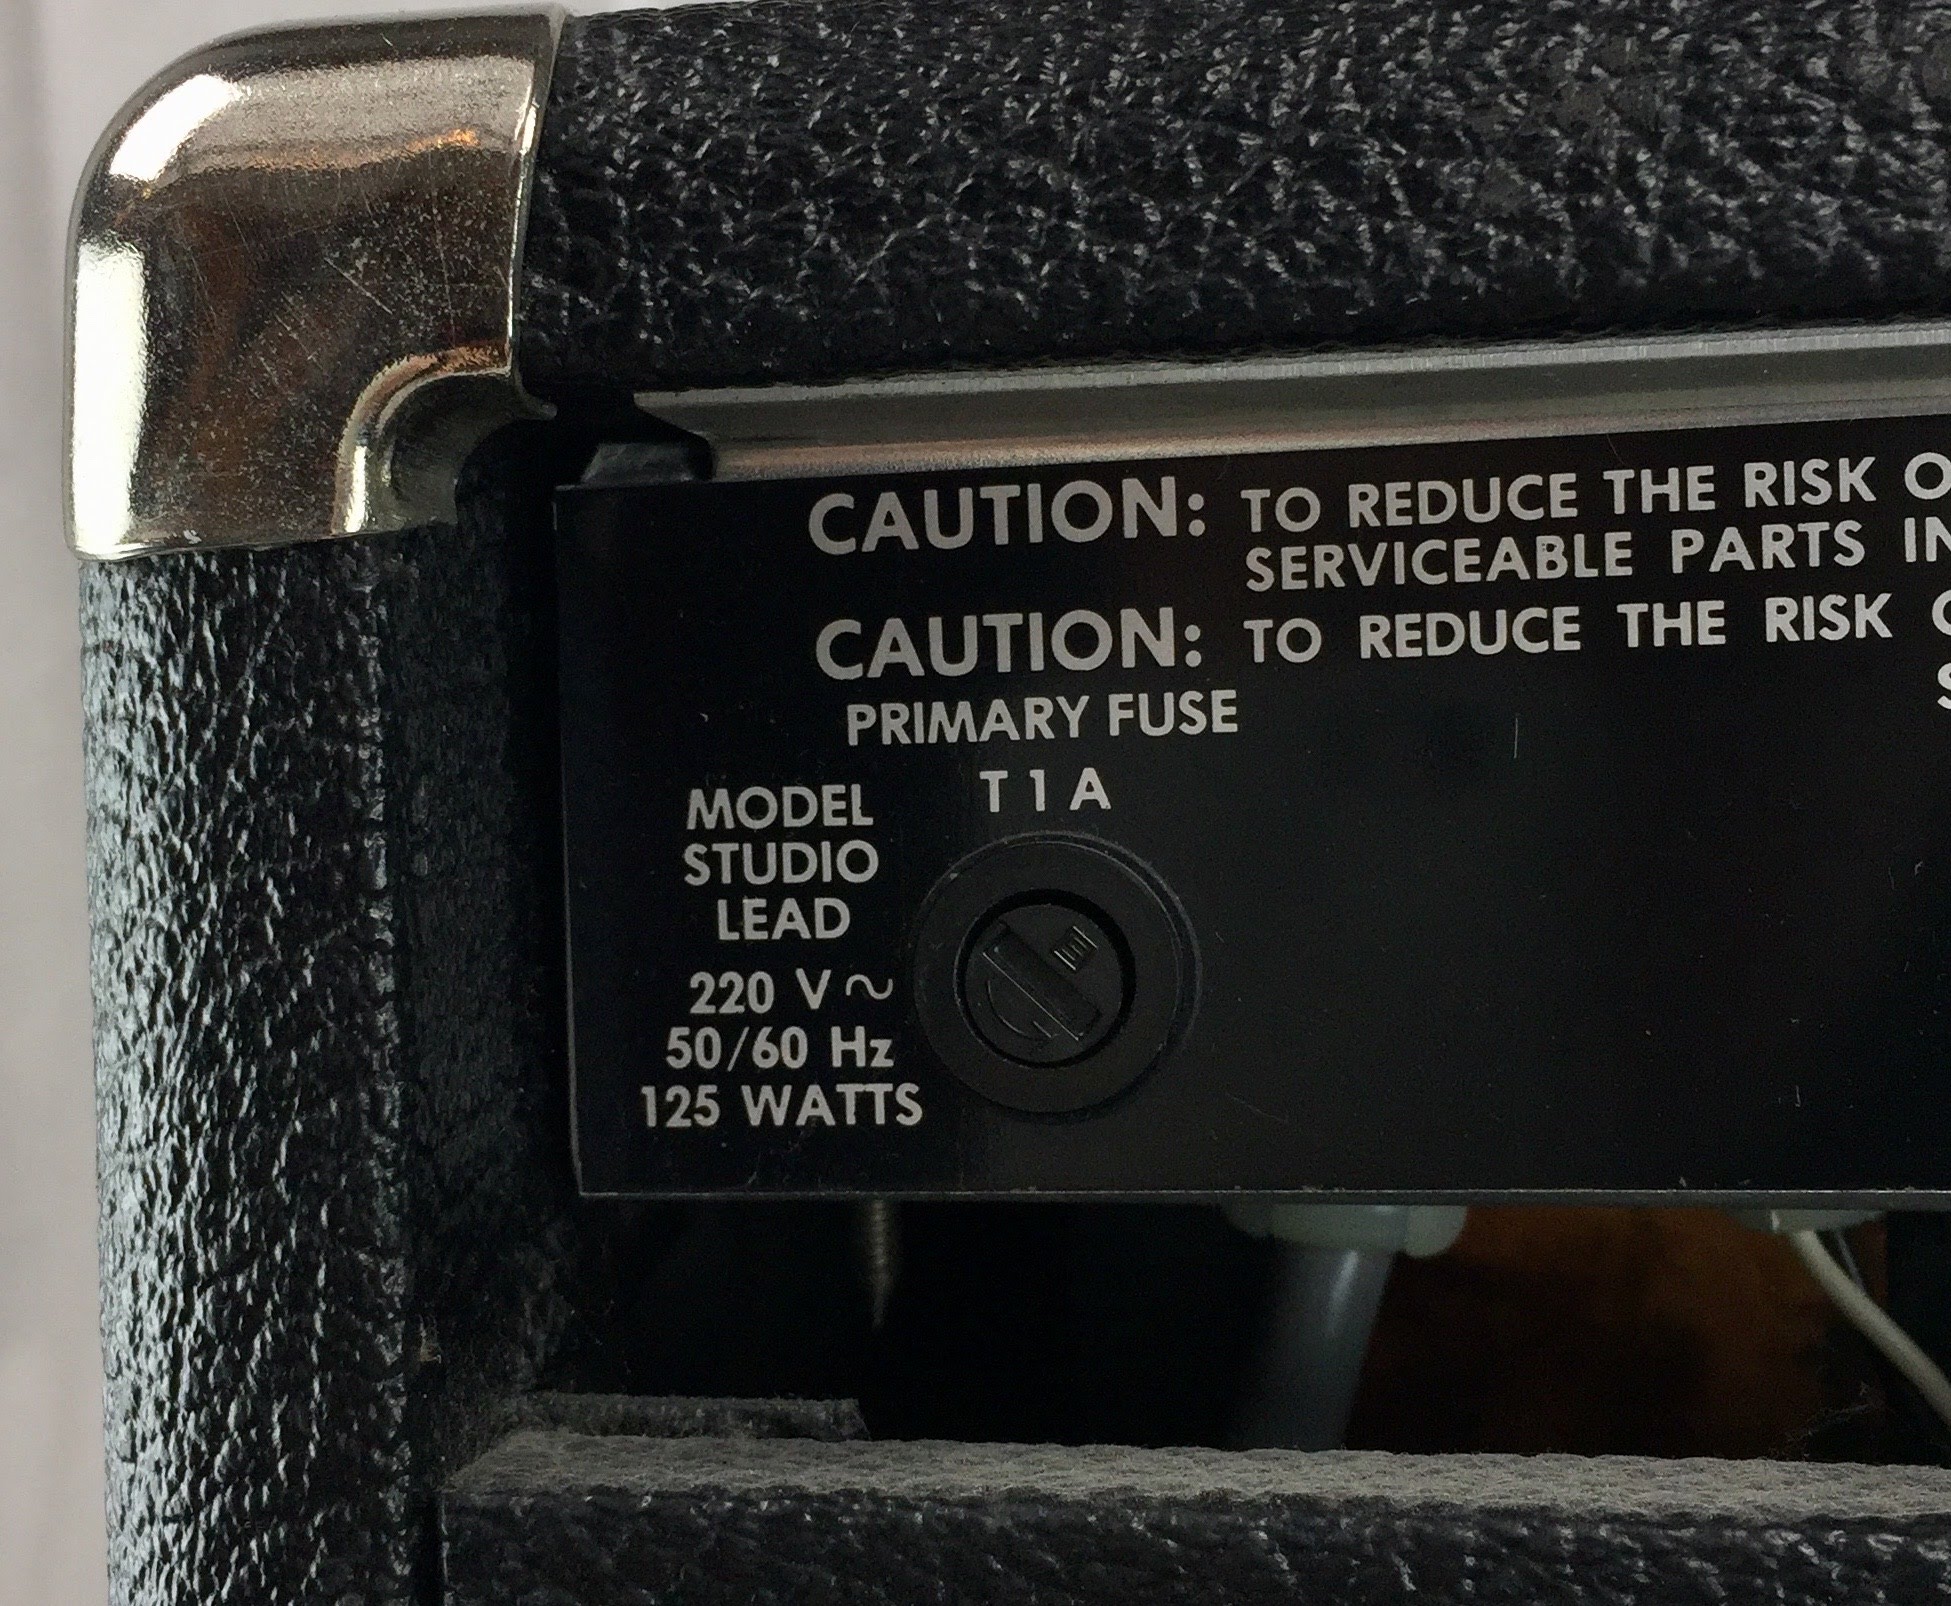 CAUTION: TO REDUCE THE RISK
SERVICEABLE PARTS
CAUTION: TO REDUCE THE RISK
PRIMARY FUSE
T 1 A
MODEL
STUDIO
LEAD
220 V ~
50/60 Hz
125 WATTS